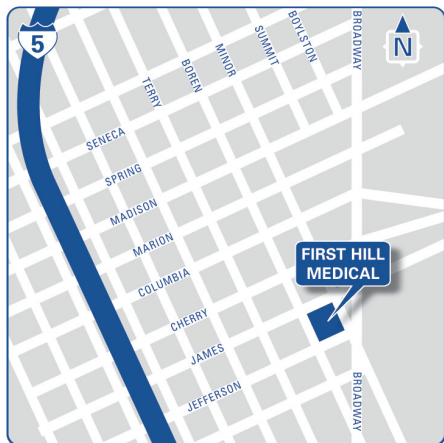 5
N
BROADWAY
BOYLSTON
SUMMIT
MINOR
BOREN
TERRY
SENECA
SPRING
MADISON
MARION
COLUMBIA
CHERRY
JAMES
JEFFERSON
FIRST HILL
MEDICAL
BROADWAY